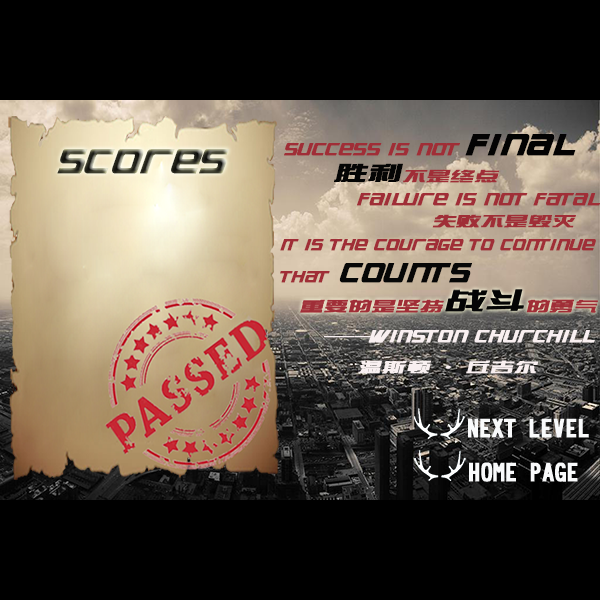 SCORES
PASSED
SUCCESS IS NOT FINAL
胜利不是终点
FAILURE IS NOT FATAL
失败不是毁灭
IT IS THE COURAGE TO CONTINUE
THAT COUNTS
重要的是坚持战斗的勇气
——WINSTON CHURCHILL
温斯顿 · 丘吉尔
NEXT LEVEL
HOME PAGE